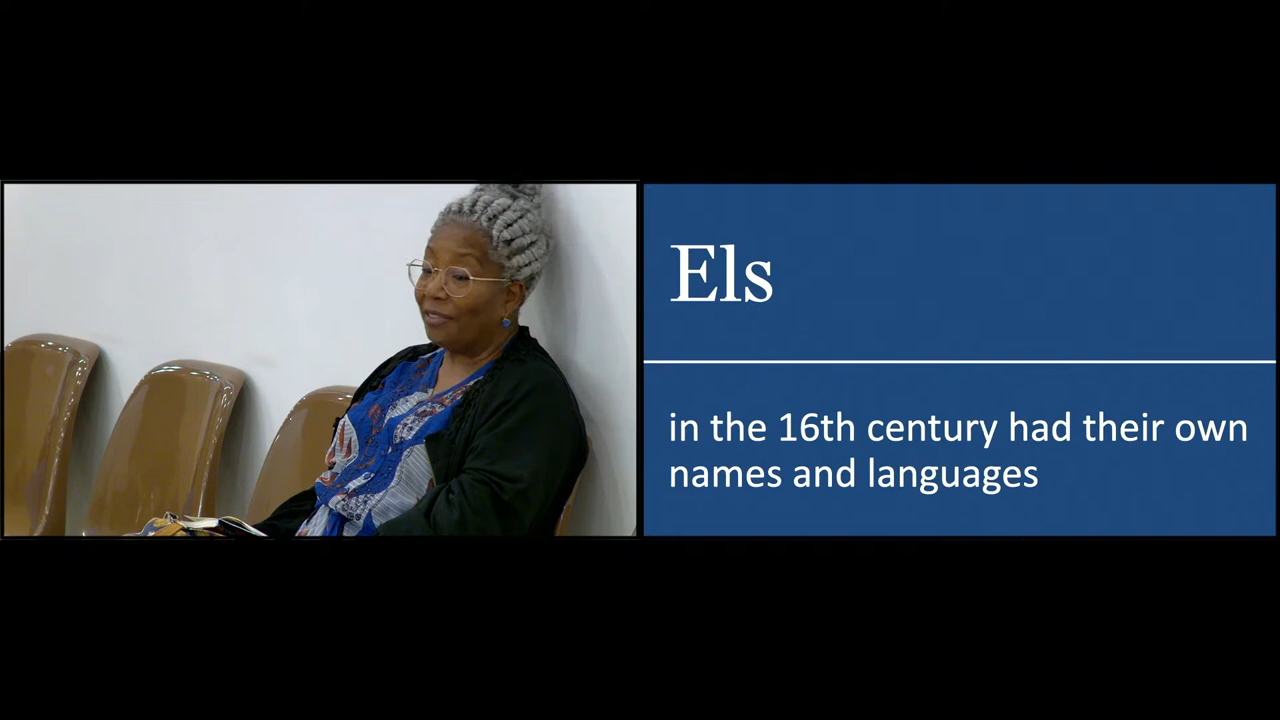 Els
in the 16th century had their own
names and languages